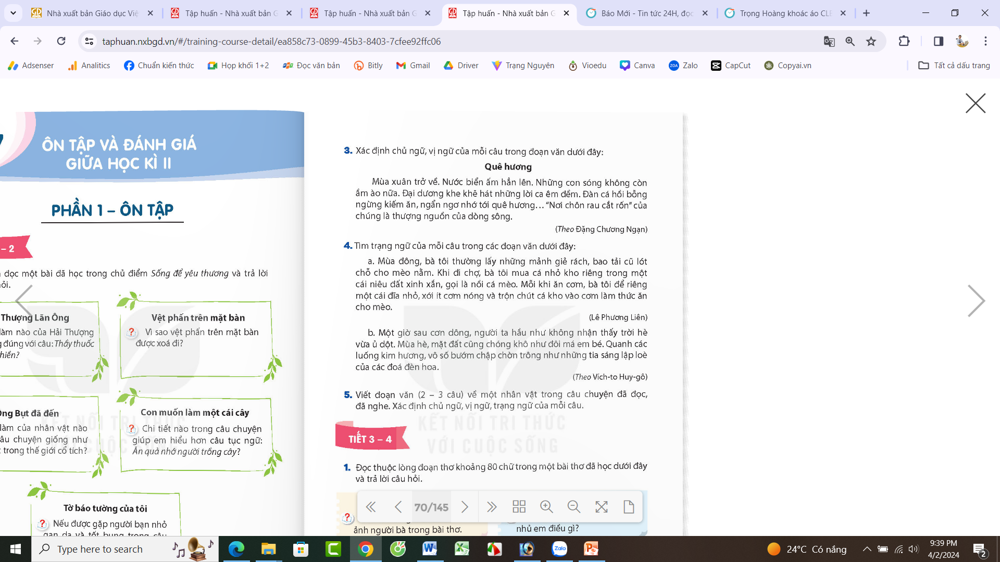 Nhà xuất bản Giáo dục Việ
Tập huấn - Nhà xuất bản G
Tập huấn - Nhà xuất bản G
Tập huấn - Nhà xuất bản G
Báo Mới - Tin tức 24H, đọc
Trọng Hoàng khoác áo CLB
taphuan.nxbgd.vn/#/training-course-detail/ea858c73-0899-45b3-8403-7cfee92ffc06
Adsenser
Analitics
Chuẩn kiến thức
Họp khối 1+2
Đọc văn bản
Bitly
Gmail
Driver
Trạng Nguyên
Vioedu
Canva
Zalo
CapCut
Copyai.vn
Tất cả dấu trang
ÔN TẬP VÀ ĐÁNH GIÁ
GIỮA HỌC KÌ II
PHẦN 1 – ÔN TẬP
– 2
đọc một bài đã học trong chủ điểm Sống để yêu thương và trả lời
ỏi.
Thượng Lãn Ông
làm nào của Hải Thượng
g đúng với câu: Thầy thuốc
hiền?
Vệt phấn trên mặt bàn
Vì sao vệt phấn trên mặt bàn
được xoá đi?
Ông Bụt đã đến
làm của nhân vật nào
âu chuyện giống như
t trong thế giới cổ tích?
Con muốn làm một cái cây
Chi tiết nào trong câu chuyện
giúp em hiểu hơn câu tục ngữ:
Ăn quả nhớ người trồng cây?
Tờ báo tường của tôi
Nếu được gặp người bạn nhỏ
gan dạ và tốt bụng trong câu
3. Xác định chủ ngữ, vị ngữ của mỗi câu trong đoạn văn dưới đây:
Quê hương
Mùa xuân trở về. Nước biển ấm hẳn lên. Những con sóng không còn
ầm ào nữa. Đại dương khe khẽ hát những lời ca êm đềm. Đàn cá hồi bỗng
ngừng kiếm ăn, ngẩn ngơ nhớ tới quê hương… “Nơi chôn rau cắt rốn” của
chúng là thượng nguồn của dòng sông.
(Theo Đặng Chương Ngạn)
4. Tìm trạng ngữ của mỗi câu trong các đoạn văn dưới đây:
a. Mùa đông, bà tôi thường lấy những mảnh giẻ rách, bao tải cũ lót
chỗ cho mèo nằm. Khi đi chợ, bà tôi mua cá nhỏ kho riêng trong một
cái niêu đất xinh xắn, gọi là nồi cá mèo. Mỗi khi ăn cơm, bà tôi để riêng
một cái đĩa nhỏ, xới ít cơm nóng và trộn chút cá kho vào cơm làm thức ăn
cho mèo.
(Lê Phương Liên)
b. Một giờ sau cơn dông, người ta hầu như không nhận thấy trời hè
vừa ủ dột. Mùa hè, mặt đất cũng chóng khô như đôi má em bé. Quanh các
luống kim hương, vô số bướm chập chờn trông như những tia sáng lập loè
của các đoá đèn hoa.
(Theo Vích-to Huy-gô)
5. Viết đoạn văn (2 – 3 câu) về một nhân vật trong câu chuyện đã đọc,
đã nghe. Xác định chủ ngữ, vị ngữ, trạng ngữ của mỗi câu.
KẾT NỐI TRI THỨC
VỚI CUỘC SỐNG
TIẾT 3 – 4
1. Đọc thuộc lòng đoạn thơ khoảng 80 chữ trong một bài thơ đã học dưới đây
và trả lời câu hỏi.
70/145
ảnh người bà trong bài thơ.
nhủ em điều gì?
Type here to search
Zalo
24°C Có nắng
9:39 PM
4/2/2024
2